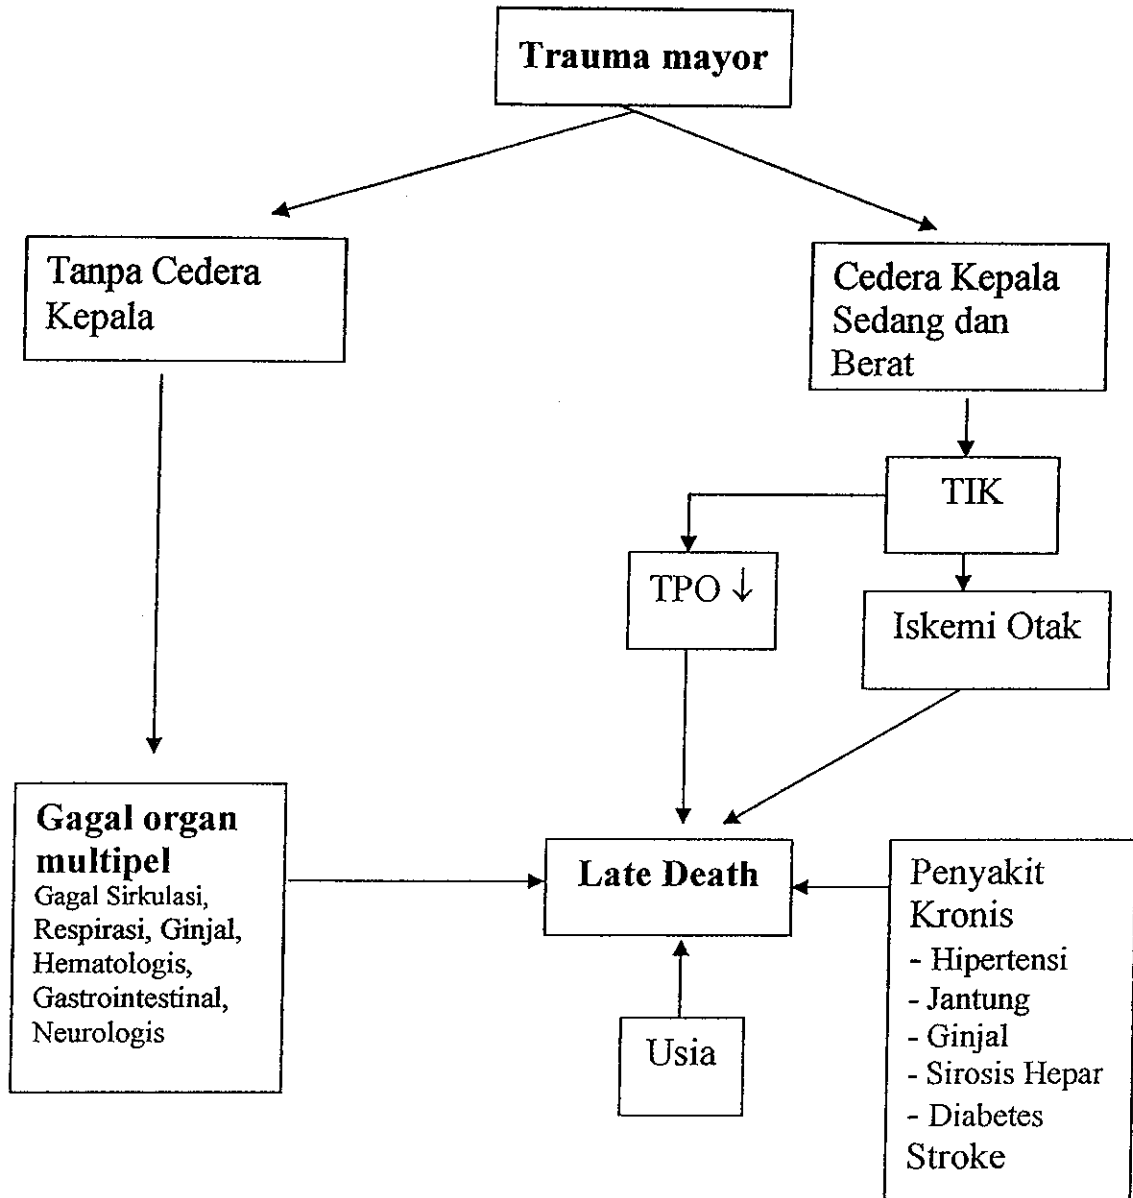 Trauma mayor
Tanpa Cedera
Kepala
Cedera Kepala
Sedang dan
Berat
TIK
TPO ↓
Iskemi Otak
Gagal organ
multipel
Gagal Sirkulasi,
Respirasi, Ginjal,
Hematologis,
Gastrointestinal,
Neurologis
Late Death
Penyakit
Kronis
- Hipertensi
- Jantung
- Ginjal
- Sirosis Hepar
- Diabetes
Stroke
Usia